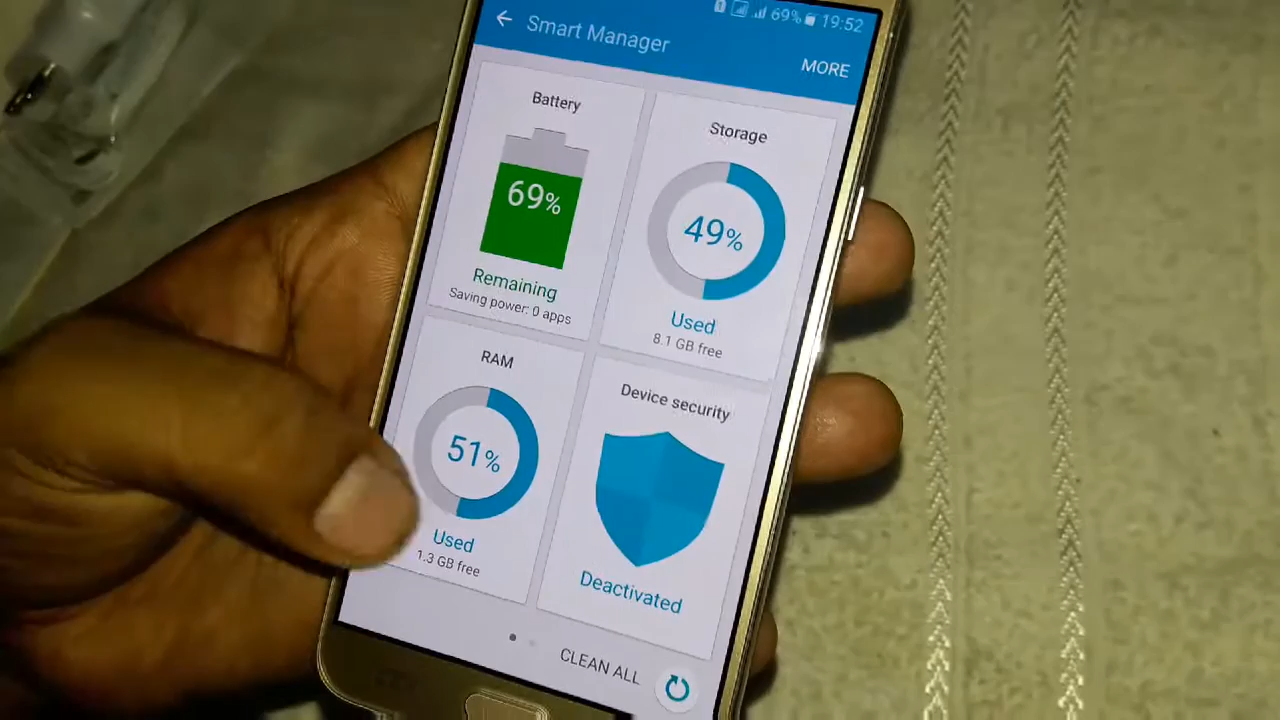 69% 19:52
Smart Manager
MORE
Battery
69%
Remaining
Saving power: 0 apps
Storage
49%
Used
8.1 GB free
RAM
51%
Used
1.3 GB free
Device security
Deactivated
CLEAN ALL